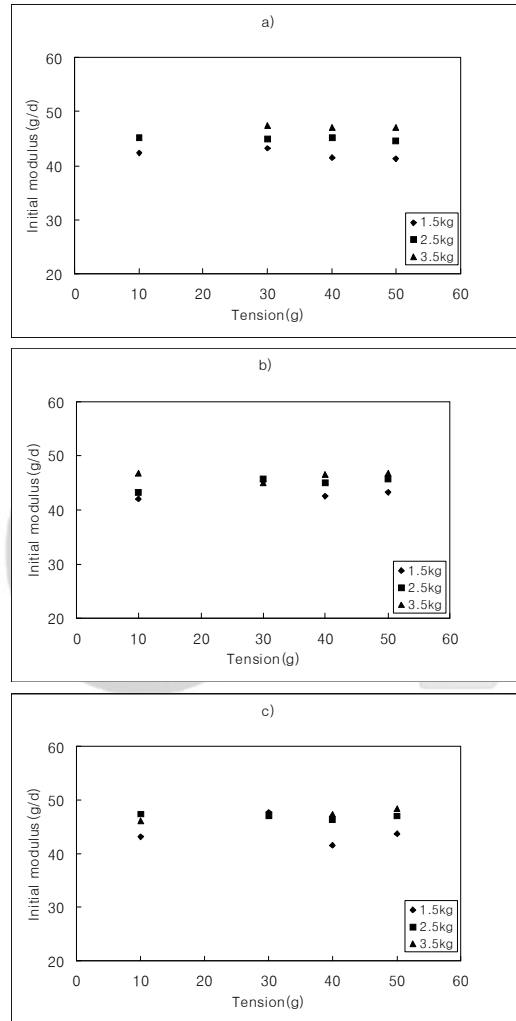 a)
60
50
40
30
20
Initial modulus(g/d)
1.5kg
2.5kg
3.5kg
0 10 20 30 40 50 60
Tension(g)
b)
60
50
40
30
20
Initial modulus(g/d)
1.5kg
2.5kg
3.5kg
0 10 20 30 40 50 60
Tension(g)
c)
60
50
40
30
20
Initial modulus(g/d)
1.5kg
2.5kg
3.5kg
0 10 20 30 40 50 60
Tension(g)